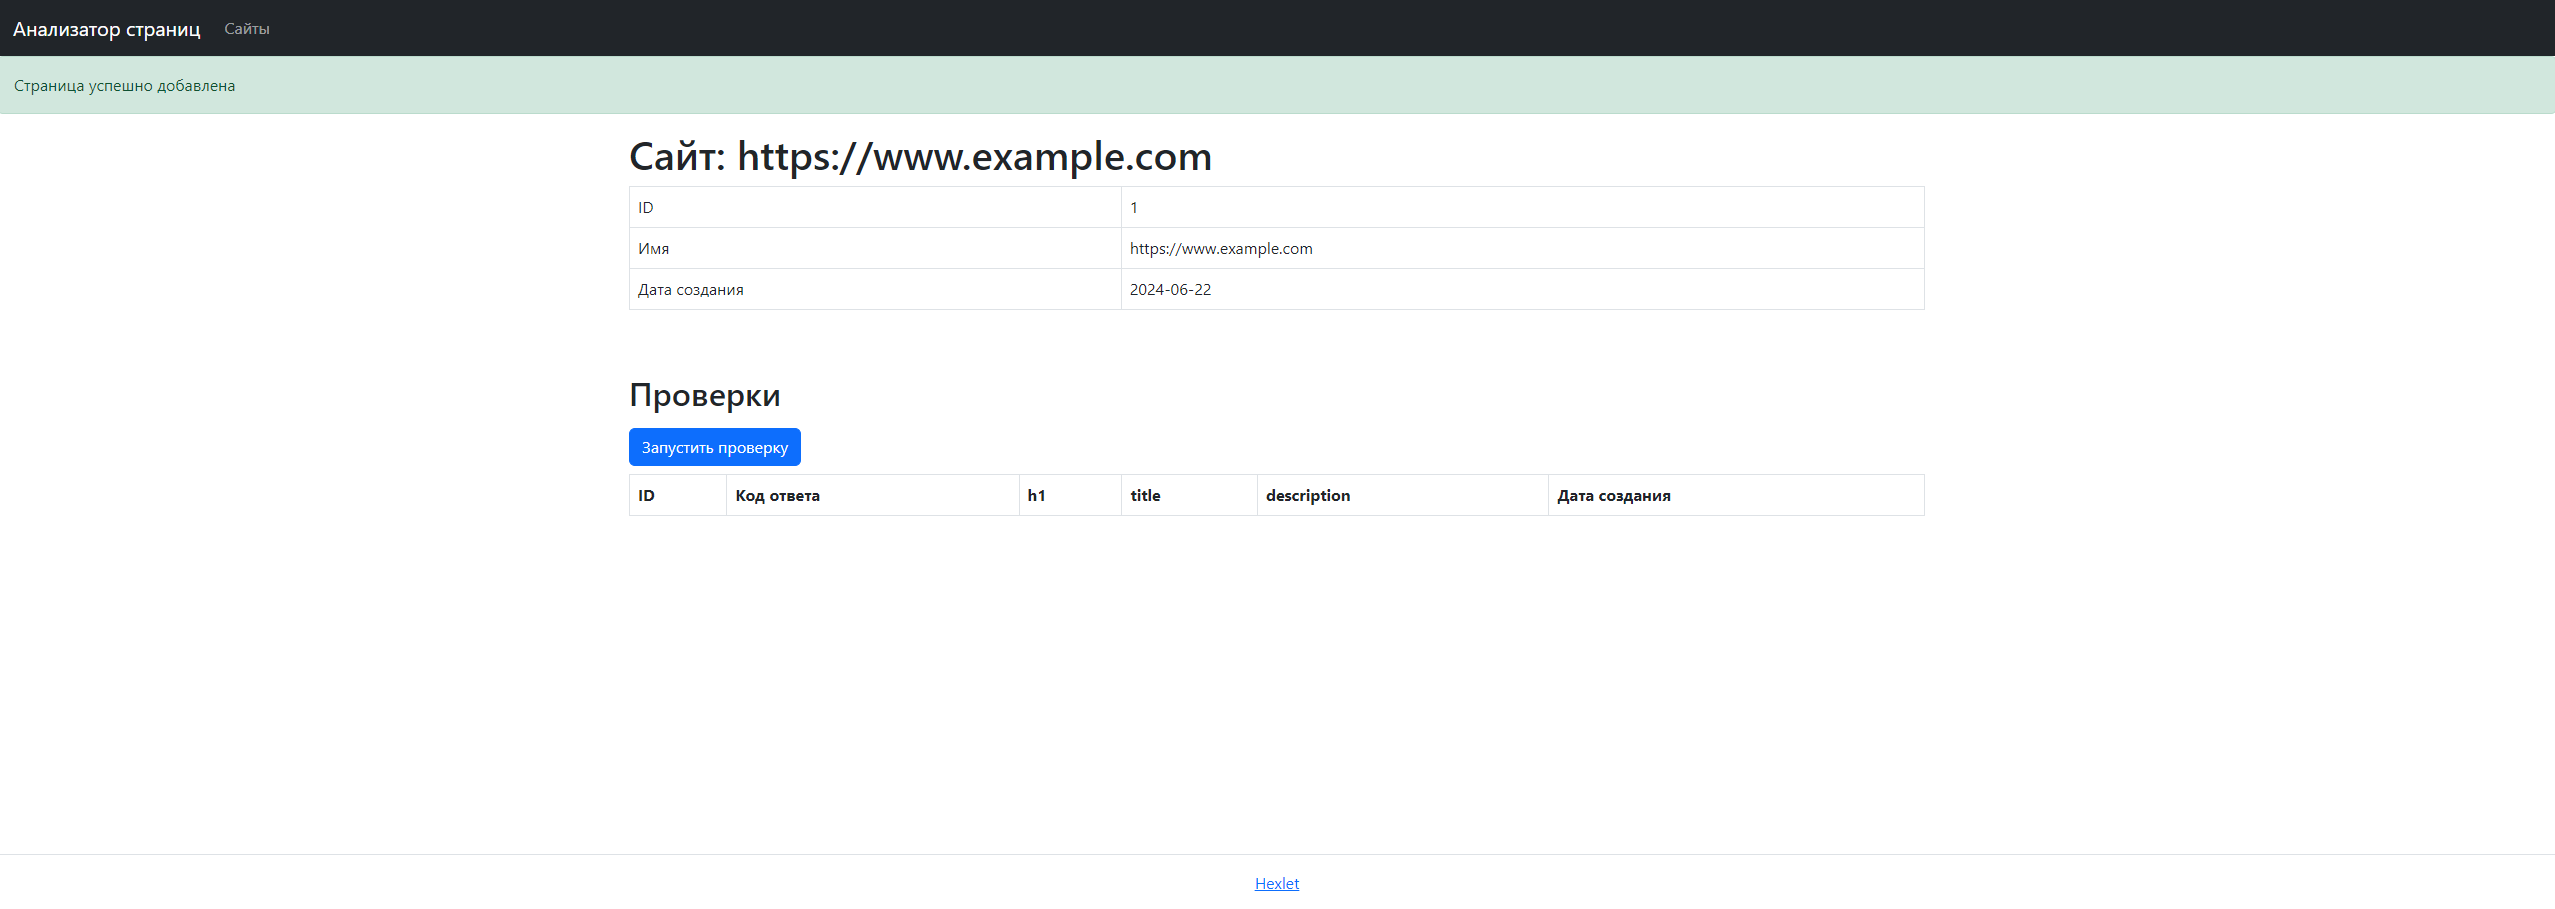 Анализатор страниц Сайты
Страница успешно добавлена
Сайт: https://www.example.com
ID 1
Имя https://www.example.com
Дата создания 2024-06-22
Проверки
Запустить проверку
ID Код ответа h1 title description Дата создания
Hexlet